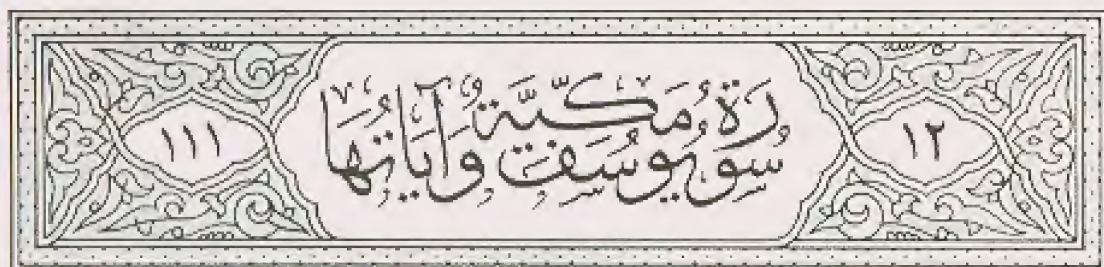 ١٢
سُورَةُ يُوسُفَ مَكِّيَّة وَآيَاتُهَا
١١١